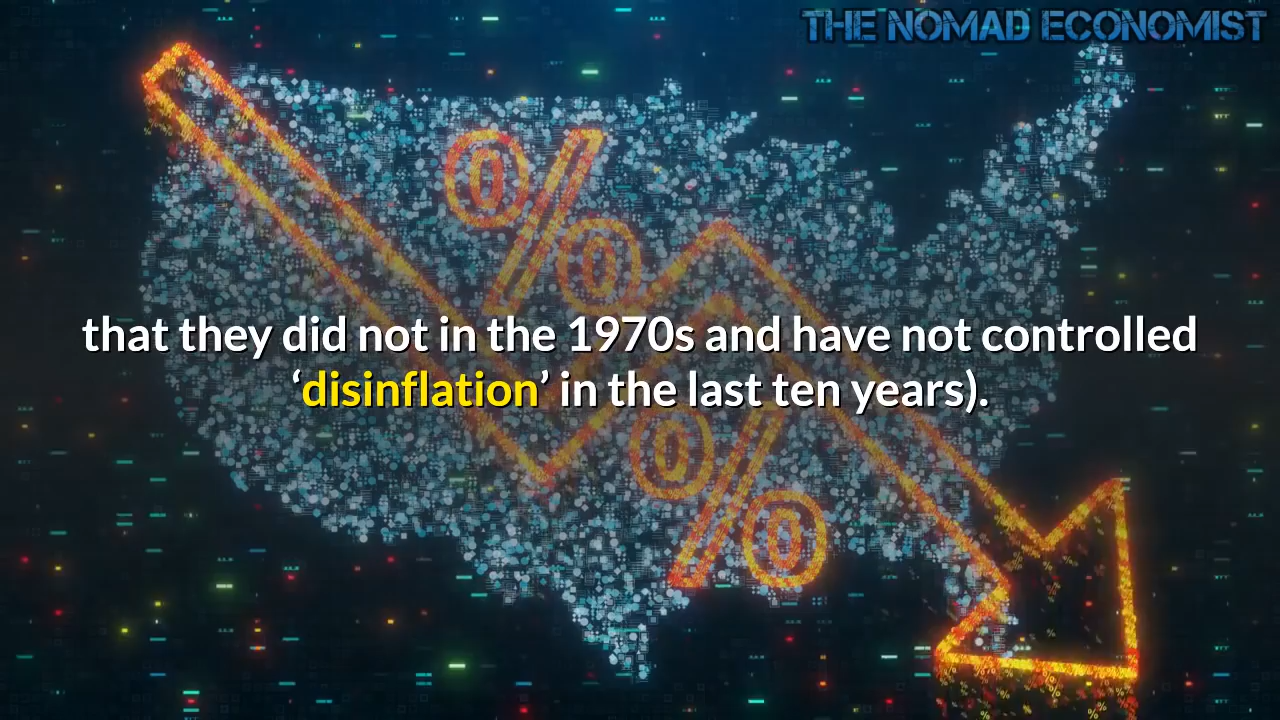 THE NOMAD ECONOMIST
%
that they did not in the 1970s and have not controlled
‘disinflation’ in the last ten years).
%